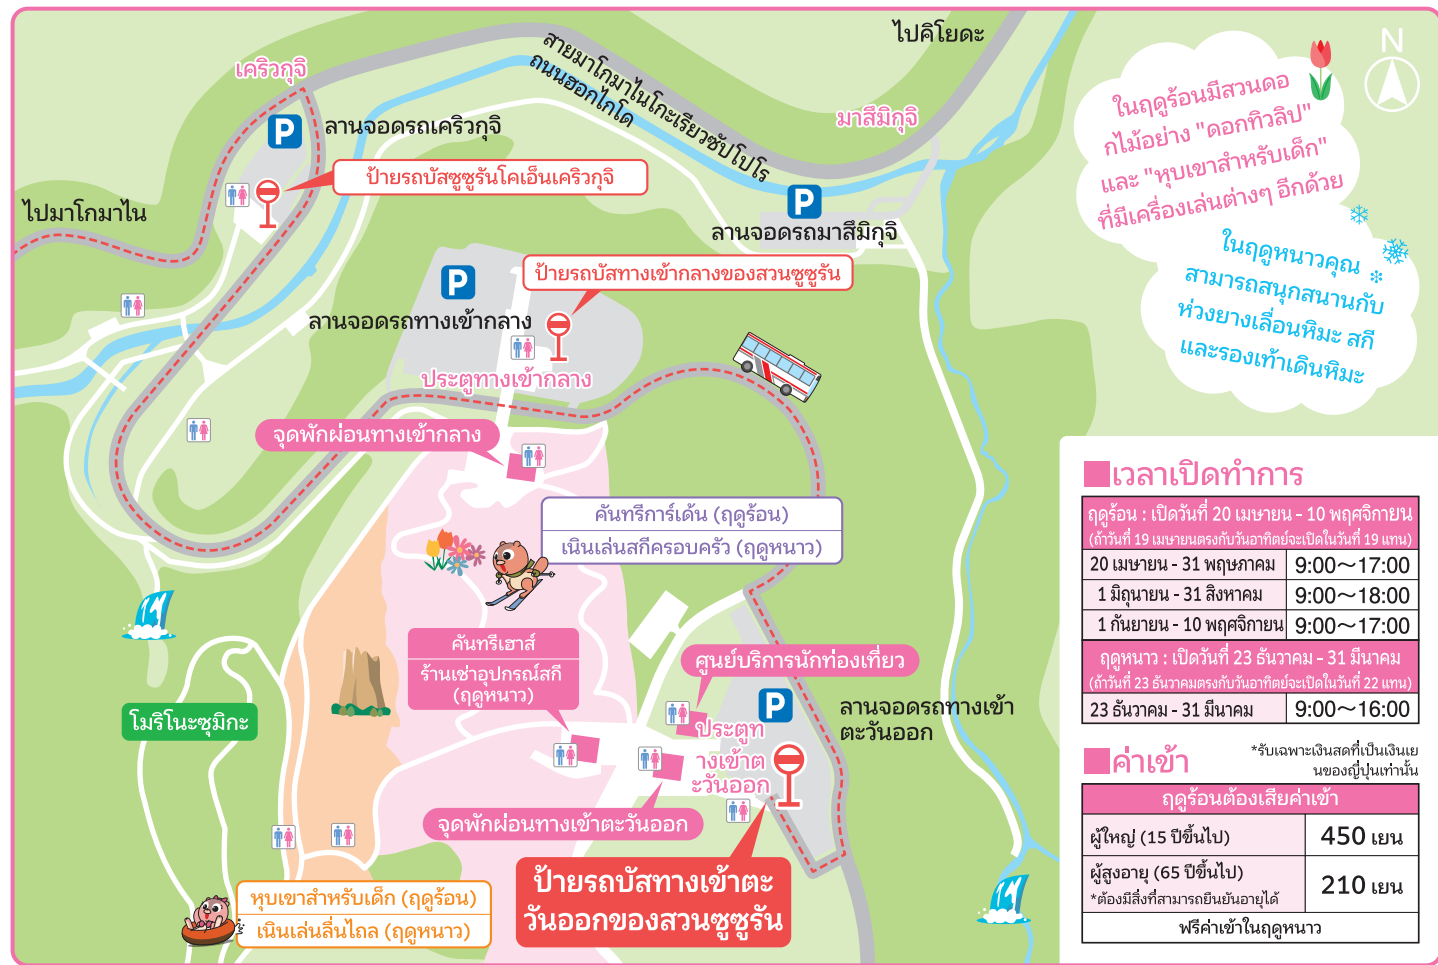 ไปคิโยดะ
N
สายมาโกมาไนโกะเรียวซัปโปโร
ถนนฮอกไกโด
เคริวกุจิ
มาสึมิกุจิ
P
ลานจอดรถเคริวกุจิ
ป้ายรถบัสซูซูรันโคเอ็นเคริวกุจิ
ไปมาโกมาไน
P
ลานจอดรถมาสึมิกุจิ
ป้ายรถบัสทางเข้ากลางของสวนซูซูรัน
P
ลานจอดรถทางเข้ากลาง
ประตูทางเข้ากลาง
จุดพักผ่อนทางเข้ากลาง
คันทรีการ์เด้น (ฤดูร้อน)
เนินเล่นสกีครอบครัว (ฤดูหนาว)
คันทรีเฮาส์
ร้านเช่าอุปกรณ์สกี
(ฤดูหนาว)
ศูนย์บริการนักท่องเที่ยว
P
ลานจอดรถทางเข้า
ตะวันออก
ประตูท
างเข้าต
ะวันออก
โมริโนะซุมิกะ
จุดพักผ่อนทางเข้าตะวันออก
ป้ายรถบัสทางเข้าตะ
วันออกของสวนซูซูรัน
หุบเขาสำหรับเด็ก (ฤดูร้อน)
เนินเล่นลื่นไถล (ฤดูหนาว)
ในฤดูร้อนมีสวนดอ
กไม้อย่าง "ดอกทิวลิป"
และ "หุบเขาสำหรับเด็ก"
ที่มีเครื่องเล่นต่างๆ อีกด้วย
ในฤดูหนาวคุณ
สามารถสนุกสนานกับ
ห่วงยางเลื่อนหิมะ สกี
และรองเท้าเดินหิมะ
เวลาเปิดทำการ
ฤดูร้อน : เปิดวันที่ 20 เมษายน - 10 พฤศจิกายน
(ถ้าวันที่ 19 เมษายนตรงกับวันอาทิตย์จะเปิดในวันที่ 19 แทน)
20 เมษายน - 31 พฤษภาคม 9:00～17:00
1 มิถุนายน - 31 สิงหาคม 9:00～18:00
1 กันยายน - 10 พฤศจิกายน 9:00～17:00
ฤดูหนาว : เปิดวันที่ 23 ธันวาคม - 31 มีนาคม
(ถ้าวันที่ 23 ธันวาคมตรงกับวันอาทิตย์จะเปิดในวันที่ 22 แทน)
23 ธันวาคม - 31 มีนาคม 9:00～16:00
ค่าเข้า
*รับเฉพาะเงินสดที่เป็นเงินเย
นของญี่ปุ่นเท่านั้น
ฤดูร้อนต้องเสียค่าเข้า
ผู้ใหญ่ (15 ปีขึ้นไป) 450 เยน
ผู้สูงอายุ (65 ปีขึ้นไป) 210 เยน
*ต้องมีสิ่งที่สามารถยืนยันอายุได้
ฟรีค่าเข้าในฤดูหนาว